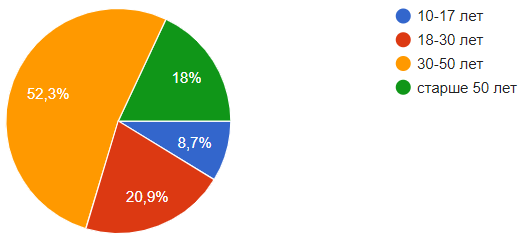 10-17 лет
18-30 лет
30-50 лет
старше 50 лет
52,3%
18%
8,7%
20,9%